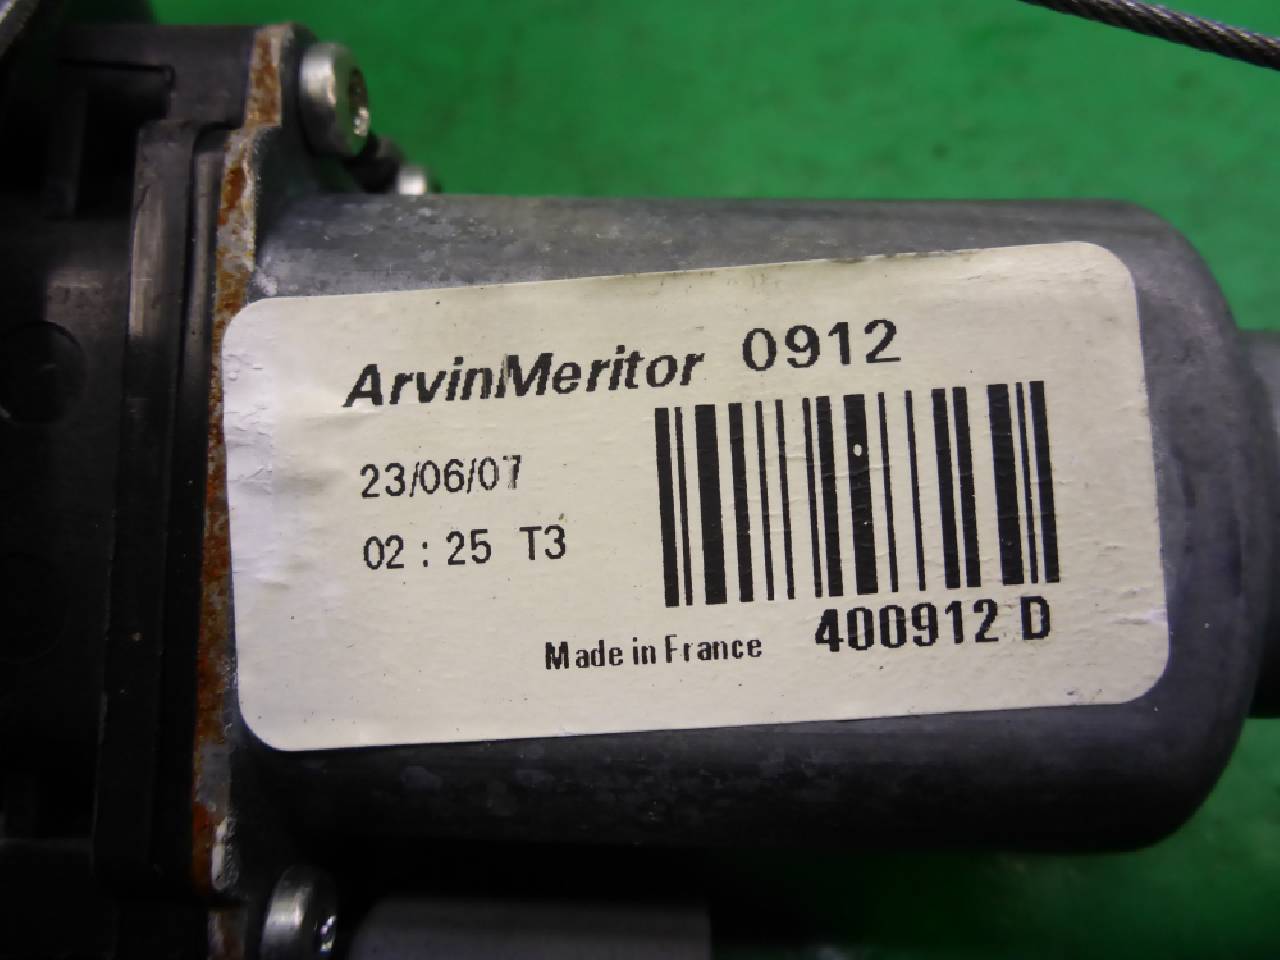 ArvinMeritor 0912
23/06/07
02 : 25 T3
Made in France 400912 D